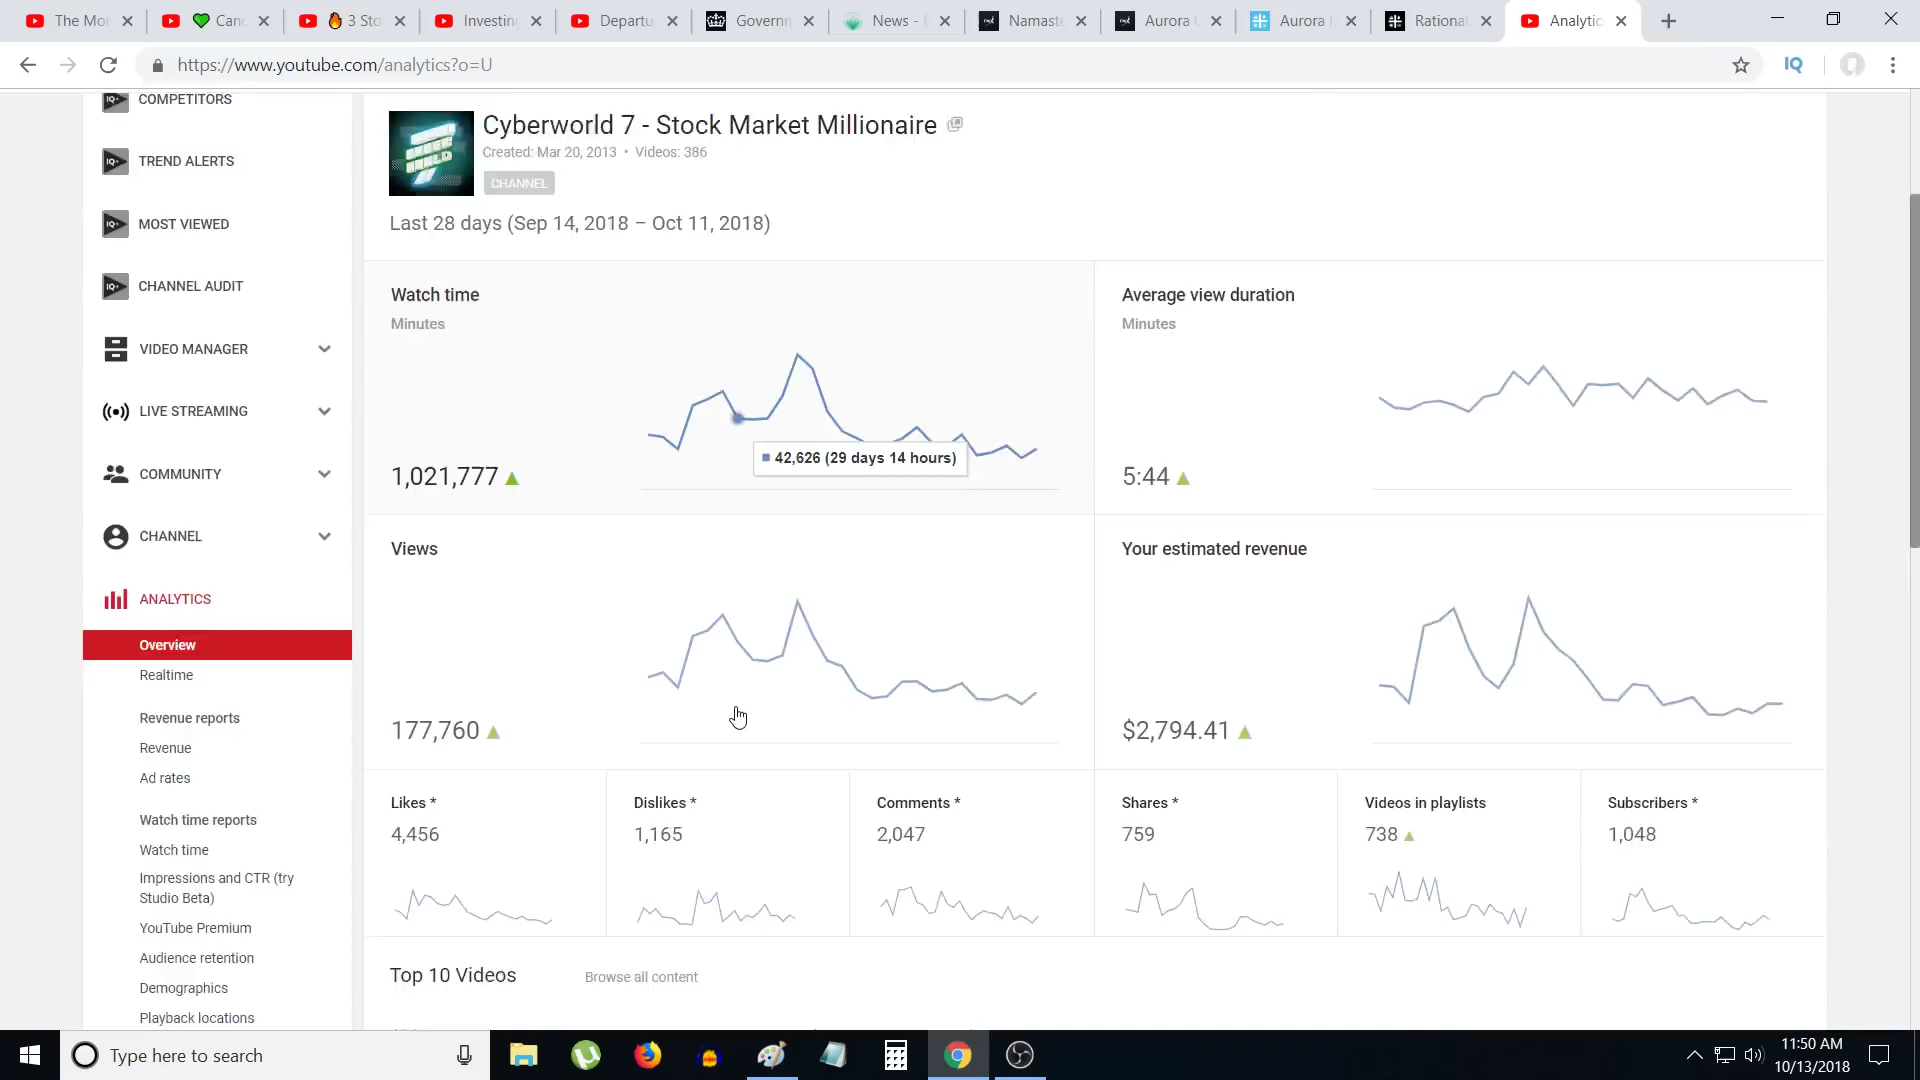 The Mor
Canc
3 Sto
Investing
Departu
Governm
News -
Namaste
Aurora
Aurora
Rational
Analytic
https://www.youtube.com/analytics?o=U
IQ
COMPETITORS
TREND ALERTS
MOST VIEWED
CHANNEL AUDIT
VIDEO MANAGER
LIVE STREAMING
COMMUNITY
CHANNEL
ANALYTICS
Overview
Realtime
Revenue reports
Revenue
Ad rates
Watch time reports
Watch time
Impressions and CTR (try
Studio Beta)
YouTube Premium
Audience retention
Demographics
Playback locations
Cyberworld 7 - Stock Market Millionaire
Created: Mar 20, 2013 • Videos: 386
CHANNEL
Last 28 days (Sep 14, 2018 – Oct 11, 2018)
Watch time
Minutes
1,021,777
42,626 (29 days 14 hours)
Average view duration
Minutes
5:44
Views
177,760
Your estimated revenue
$2,794.41
Likes *
4,456
Dislikes *
1,165
Comments *
2,047
Shares *
759
Videos in playlists
738
Subscribers *
1,048
Top 10 Videos
Browse all content
Type here to search
11:50 AM
10/13/2018